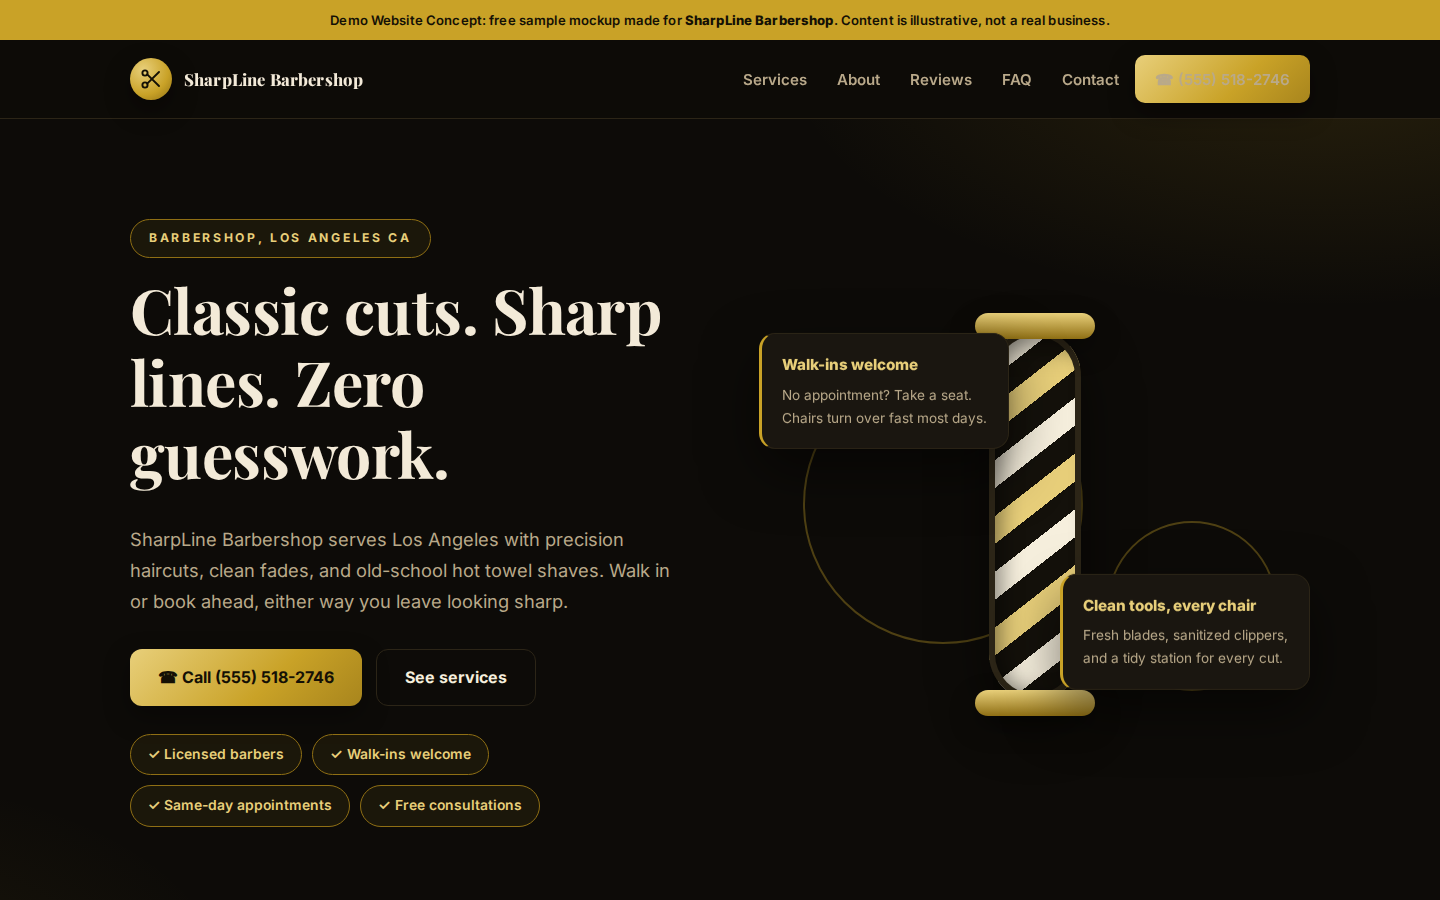 Demo Website Concept: free sample mockup made for SharpLine Barbershop. Content is illustrative, not a real business.
SharpLine Barbershop
Services
About
Reviews
FAQ
Contact
☎ (555) 518-2746
BARBERSHOP, LOS ANGELES CA
Classic cuts. Sharp
lines. Zero
guesswork.
SharpLine Barbershop serves Los Angeles with precision
haircuts, clean fades, and old-school hot towel shaves. Walk in
or book ahead, either way you leave looking sharp.
☎ Call (555) 518-2746
See services
✓ Licensed barbers
✓ Walk-ins welcome
✓ Same-day appointments
✓ Free consultations
Walk-ins welcome
No appointment? Take a seat.
Chairs turn over fast most days.
Clean tools, every chair
Fresh blades, sanitized clippers,
and a tidy station for every cut.